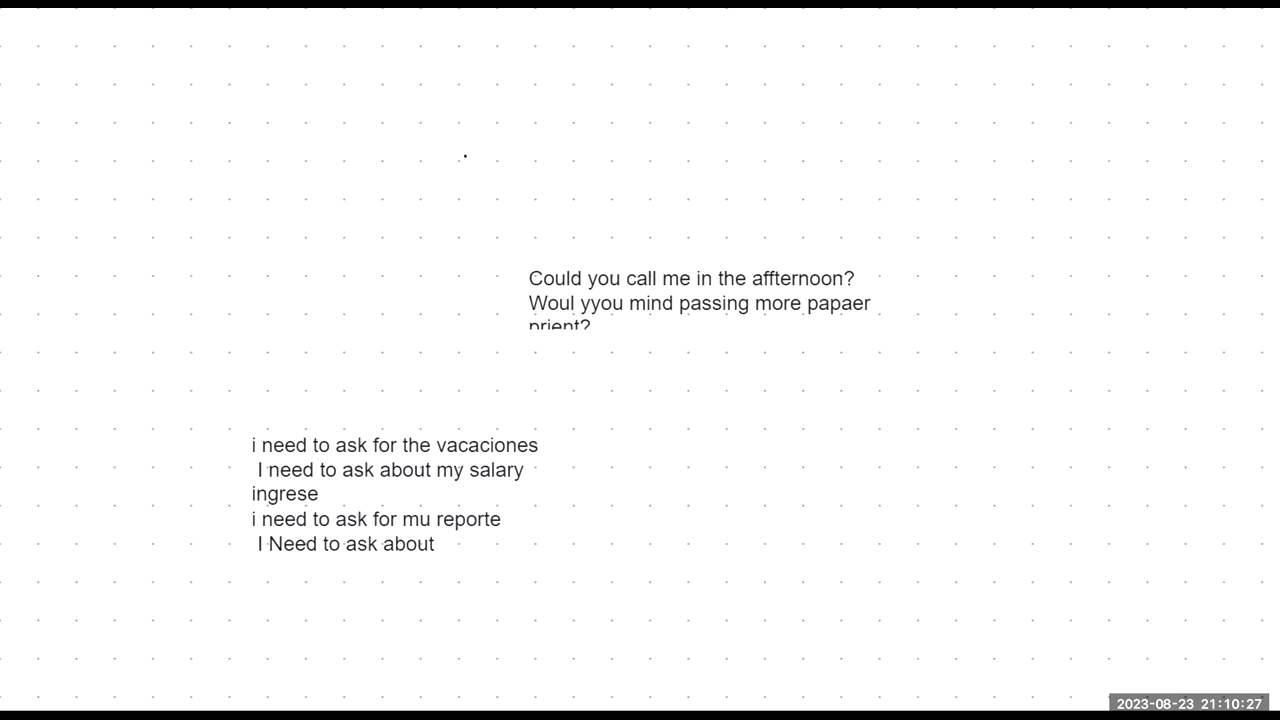 Could you call me in the affternoon?
Woul yyou mind passing more papaer
prient?
i need to ask for the vacaciones
I need to ask about my salary
ingrese
i need to ask for mu reporte
I Need to ask about
2023-08-23 21:10:27